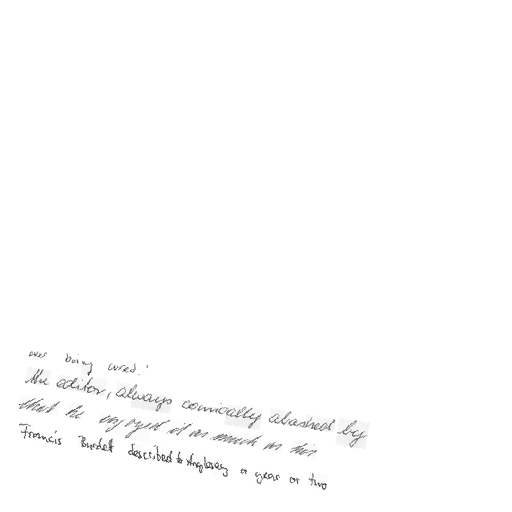 ever being cured.'
the editor, always comically abashed by
that he enjoyed it as much as his
Francis Burdett described to Anglesey a year or two